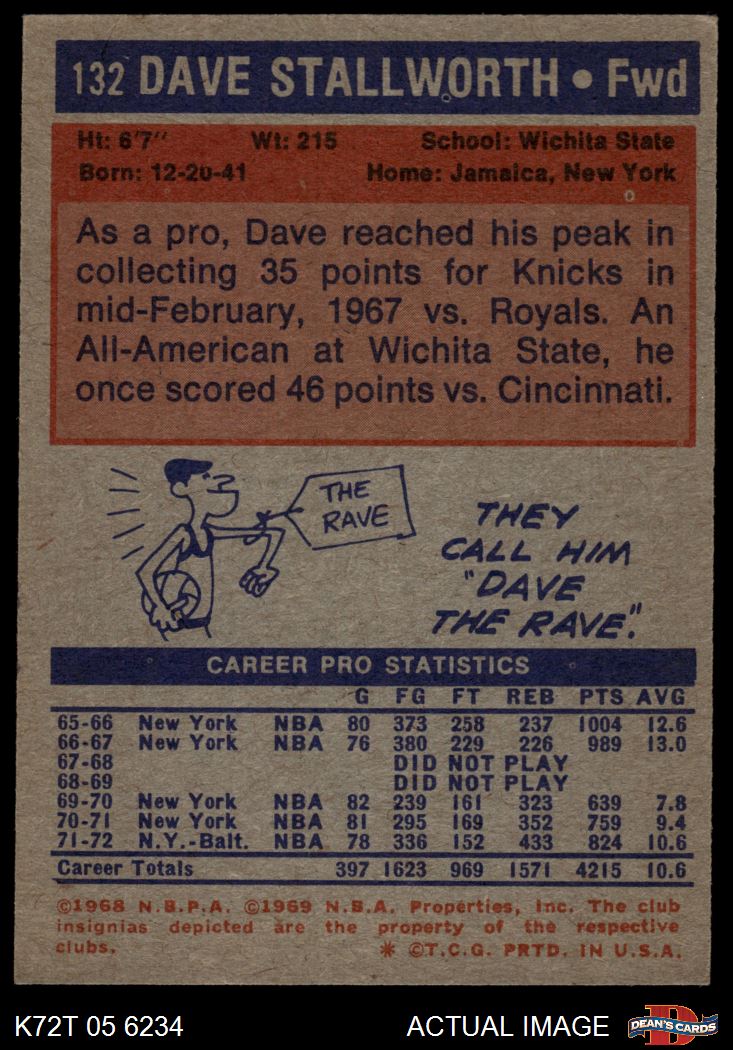 132 DAVE STALLWORTH • Fwd
Ht: 6'7" Wt: 215 School: Wichita State
Born: 12-20-41 Home: Jamaica, New York
As a pro, Dave reached his peak in
collecting 35 points for Knicks in
mid-February, 1967 vs. Royals. An
All-American at Wichita State, he
once scored 46 points vs. Cincinnati.
THE
RAVE
THEY
CALL HIM
"DAVE
THE RAVE".
CAREER PRO STATISTICS
G FG FT REB PTS AVG
65-66 New York NBA 80 373 258 237 1004 12.6
66-67 New York NBA 76 380 229 226 989 13.0
67-68 DID NOT PLAY
68-69 DID NOT PLAY
69-70 New York NBA 82 239 161 323 639 7.8
70-71 New York NBA 81 295 169 352 759 9.4
71-72 N.Y.-Balt. NBA 78 336 152 433 824 10.6
Career Totals 397 1623 969 1571 4215 10.6
©1968 N.B.P.A. ©1969 N.B.A. Properties, Inc. The club
insignias depicted are the property of the respective
clubs. * ©T.C.G. PRTD. IN U.S.A.
K72T 05 6234 ACTUAL IMAGE D DEAN'S CARDS